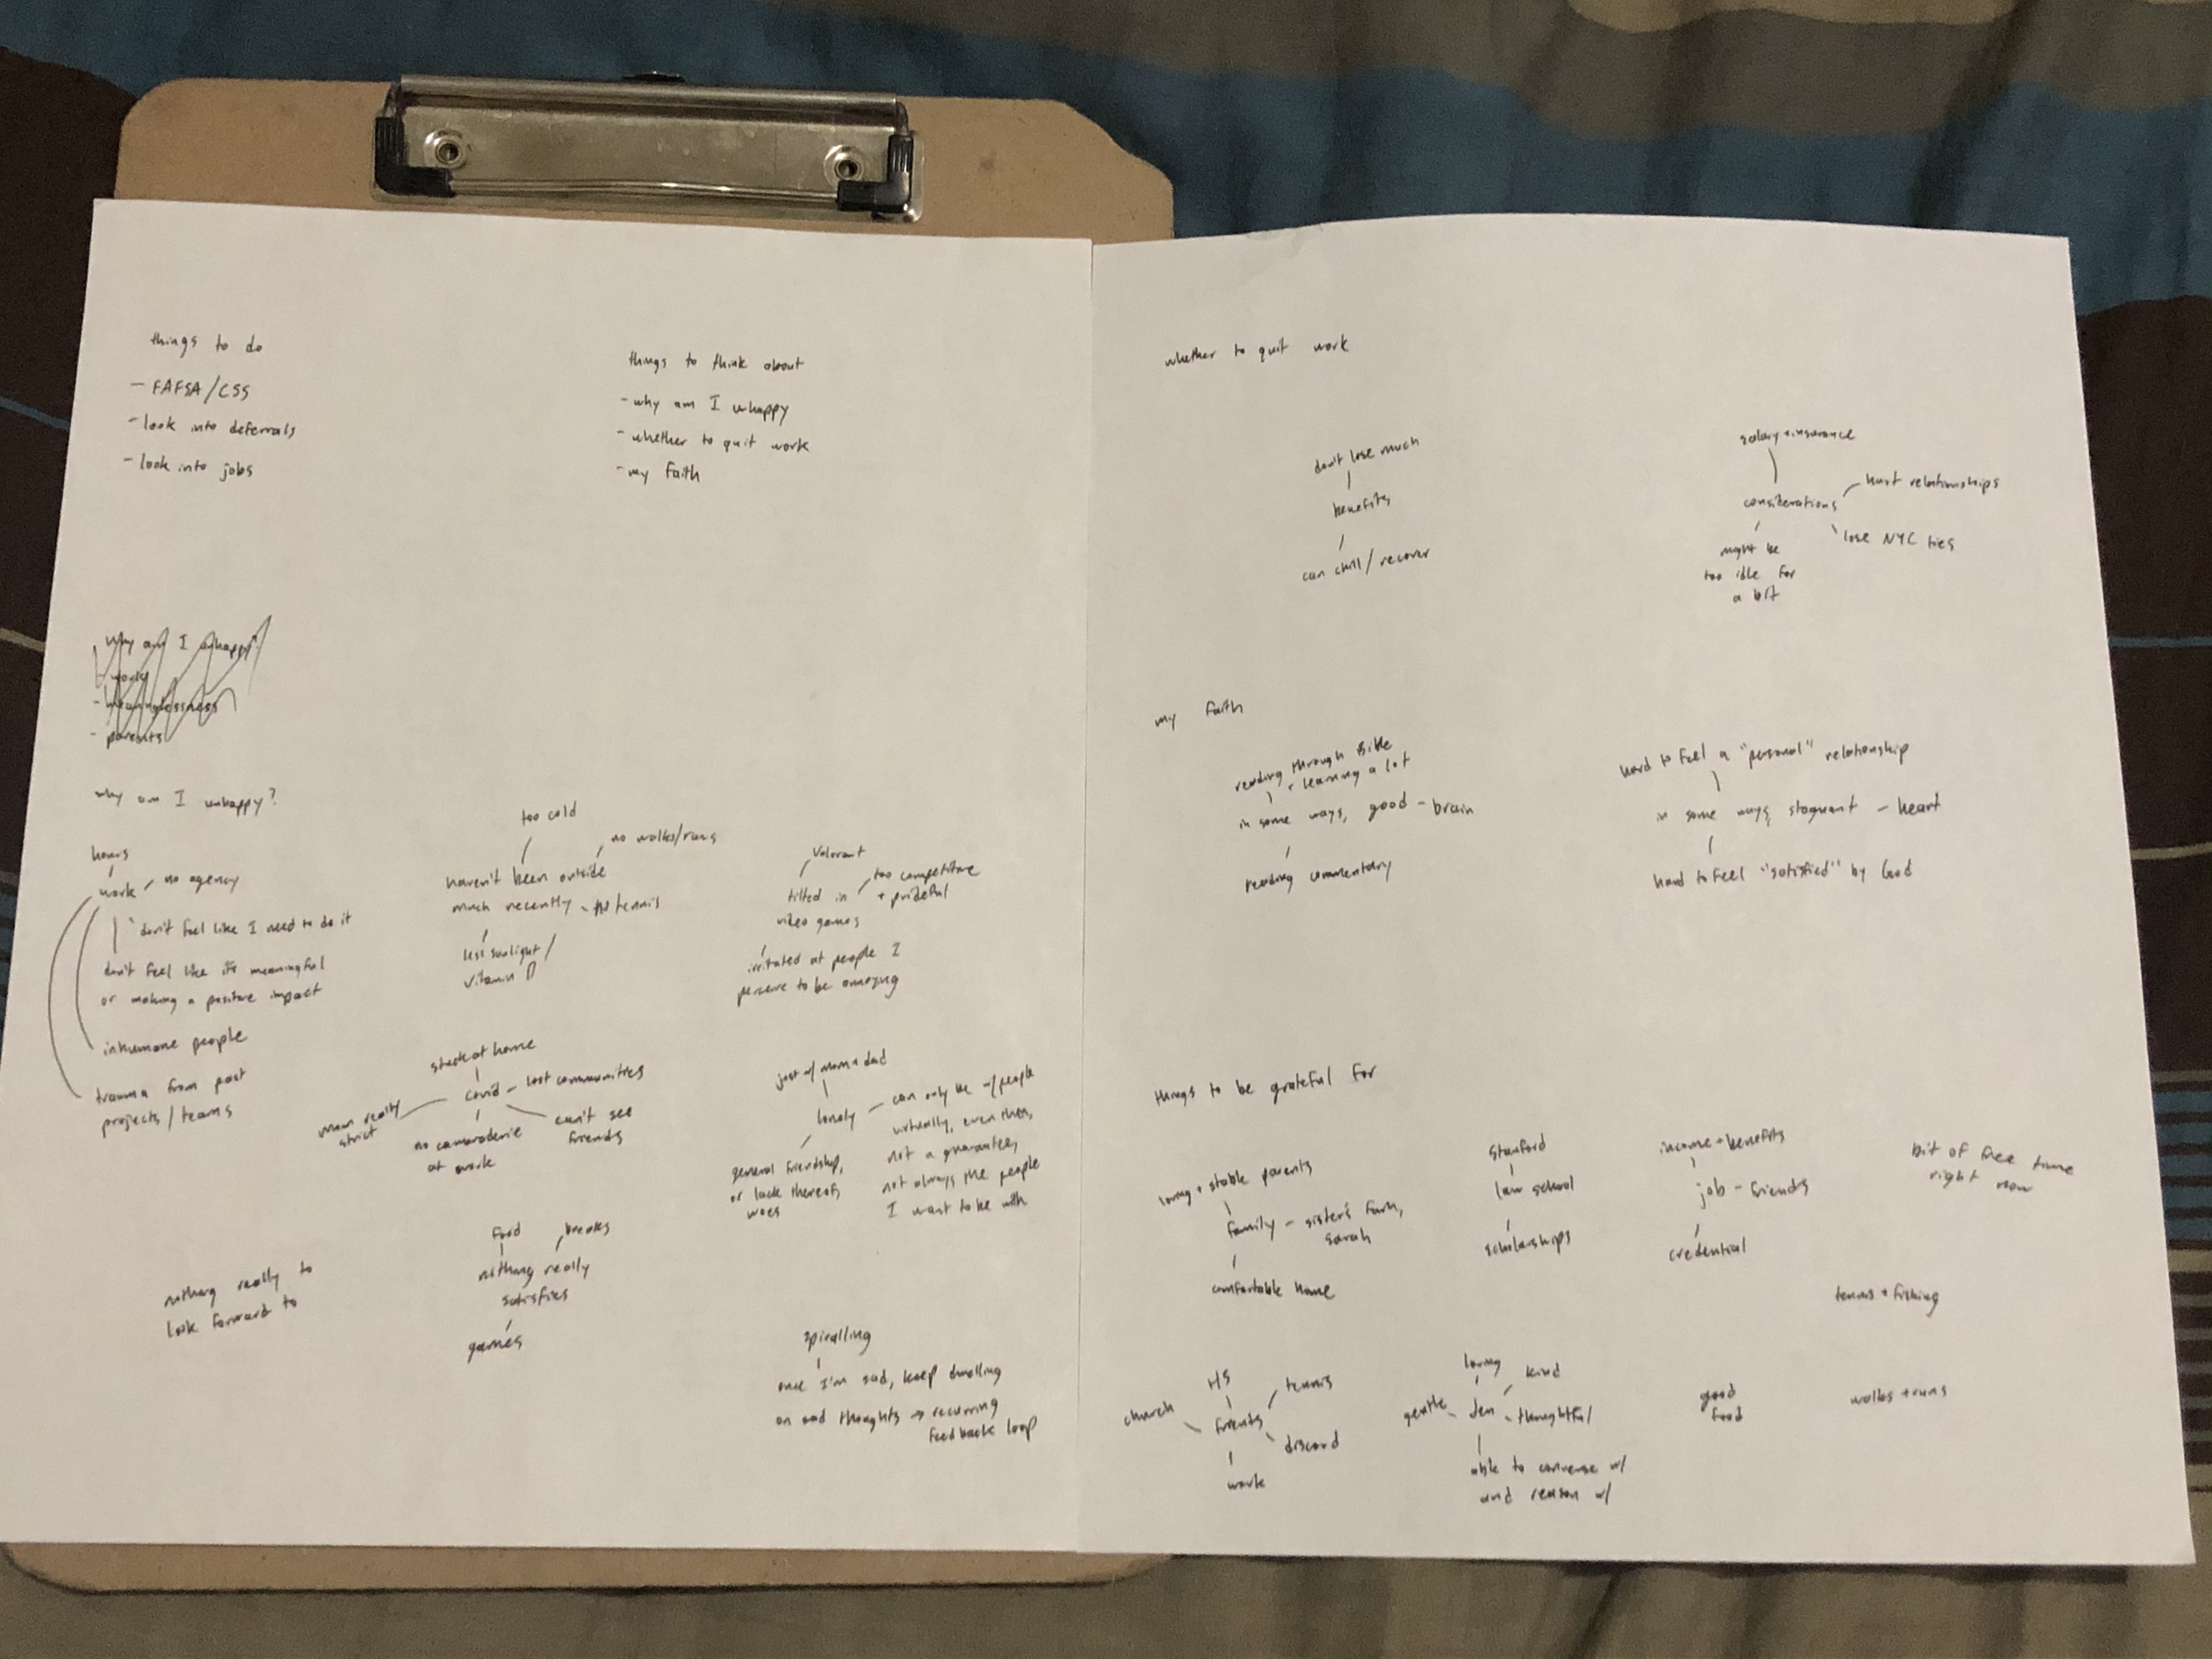 things to do
- FAFSA/CSS
- look into deferrals
- look into jobs
things to think about
- why am I unhappy
- whether to quit work
- my faith
why am I unhappy?
- work
- meaninglessness
- parents
why am I unhappy?
hours
work
no agency
don't feel like I need to do it
don't feel like it's meaningful
or making a positive impact
inhumane people
trauma from past
projects/teams
too cold
no walks/runs
haven't been outside
much recently
no tennis
less sunlight/
vitamin D
Valorant
tilted in
video games
too competitive
+ prideful
irritated at people I
perceive to be annoying
stuck at home
covid
lost communities
mom really
strict
no camaraderie
at work
can't see
friends
just w/ mom + dad
lonely
can only be w/ people
virtually, even then,
not a guarantee,
not always the people
I want to be with
general friendship,
or lack thereof,
woes
nothing really to
look forward to
food
breaks
nothing really
satisfies
games
spiralling
once I'm sad, keep dwelling
on sad thoughts → recurring
feedback loop
whether to quit work
don't lose much
benefits
can chill/recover
salary + insurance
considerations
hurt relationships
lose NYC ties
might be
too idle for
a bit
my faith
reading through Bible
+ learning a lot
in some ways, good - brain
reading commentary
hard to feel a "personal" relationship
in some ways, stagnant - heart
hard to feel "satisfied" by God
things to be grateful for
loving + stable parents
family - sister's fam,
sarah
comfortable home
Stanford
law school
scholarships
income + benefits
job - friends
credential
bit of free time
right now
tennis + fishing
HS
church
friends
tennis
discord
work
loving
kind
gentle
Jen
thoughtful
able to converse w/
and reason w/
good
food
walks + runs